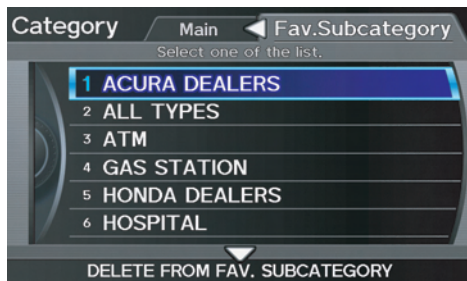 Category Main Fav.Subcategory
Select one of the list.
1 ACURA DEALERS
2 ALL TYPES
3 ATM
4 GAS STATION
5 HONDA DEALERS
6 HOSPITAL
DELETE FROM FAV. SUBCATEGORY